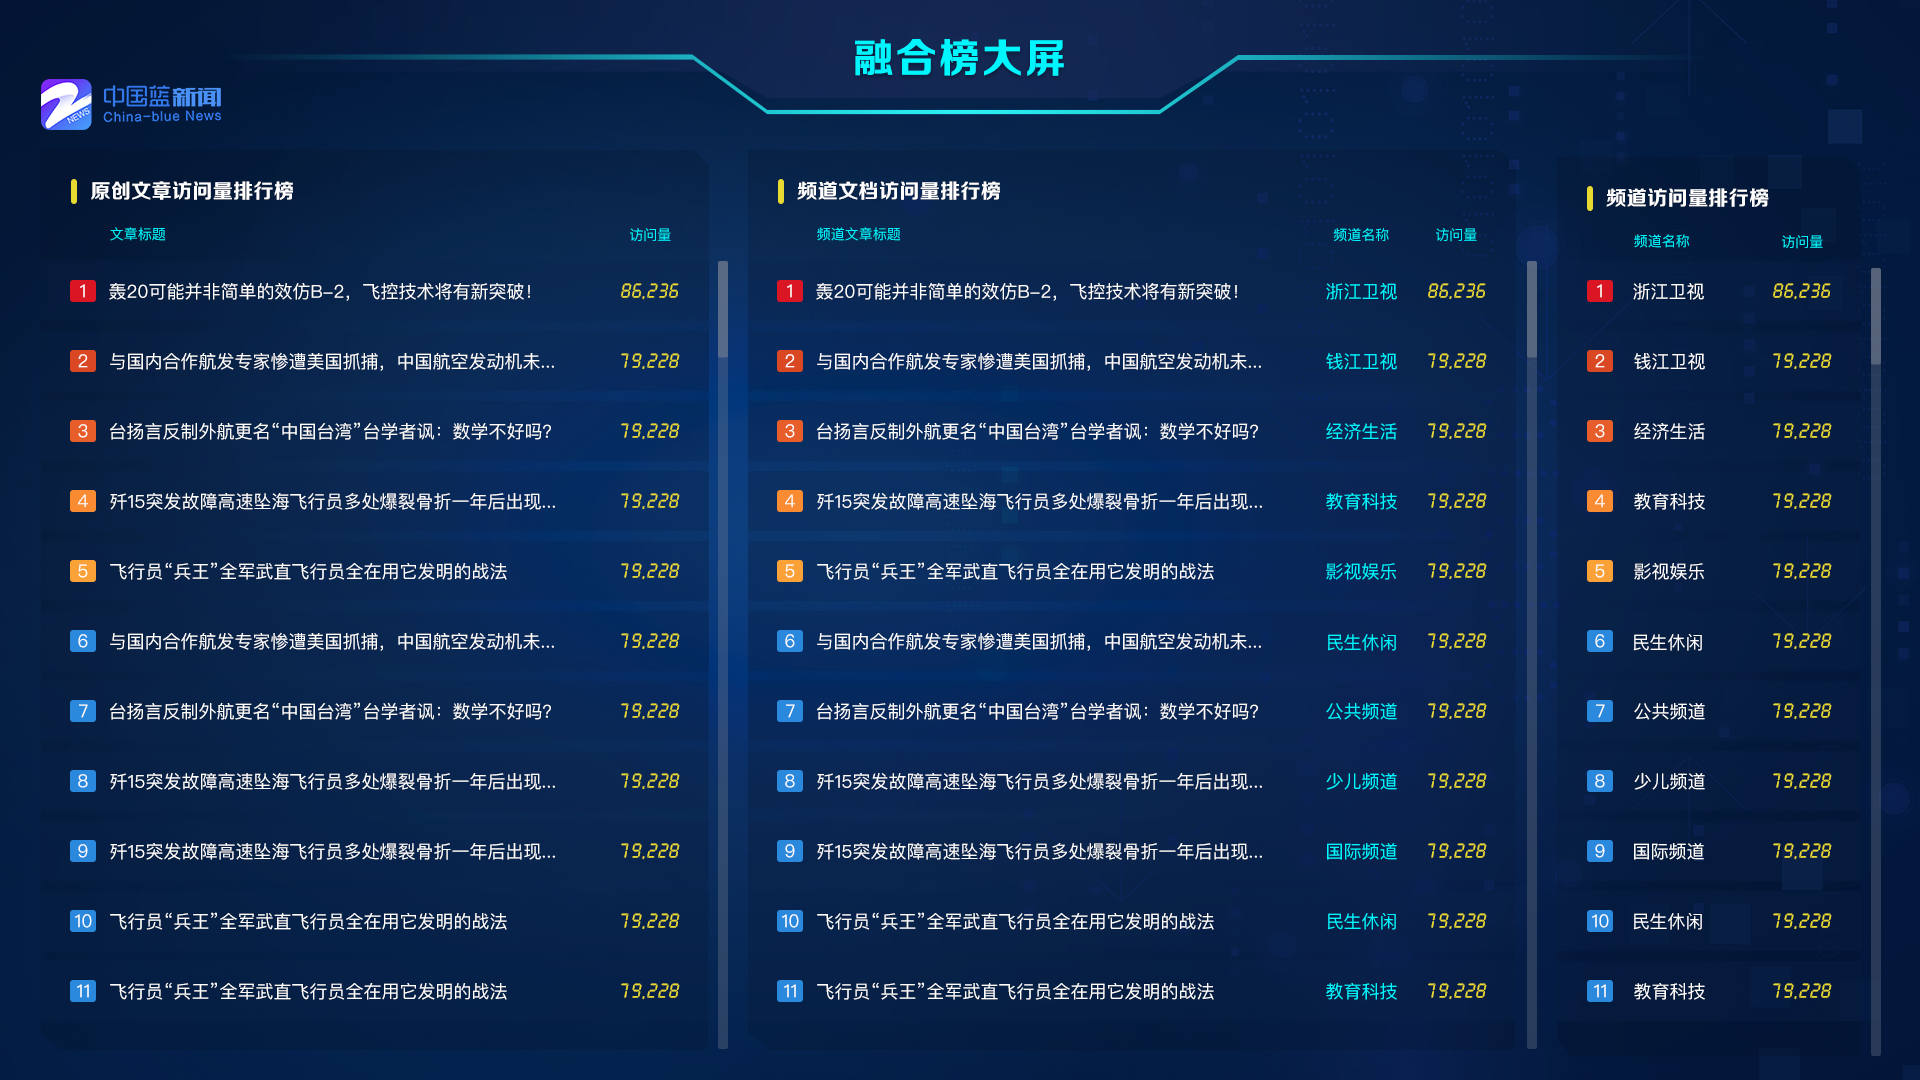 融合榜大屏
中国蓝新闻
China-blue News
NEWS
原创文章访问量排行榜
文章标题 访问量
1 轰20可能并非简单的效仿B-2，飞控技术将有新突破！ 86,236
2 与国内合作航发专家惨遭美国抓捕，中国航空发动机未... 79,228
3 台扬言反制外航更名“中国台湾”台学者讽：数学不好吗？ 79,228
4 歼15突发故障高速坠海飞行员多处爆裂骨折一年后出现... 79,228
5 飞行员“兵王”全军武直飞行员全在用它发明的战法 79,228
6 与国内合作航发专家惨遭美国抓捕，中国航空发动机未... 79,228
7 台扬言反制外航更名“中国台湾”台学者讽：数学不好吗？ 79,228
8 歼15突发故障高速坠海飞行员多处爆裂骨折一年后出现... 79,228
9 歼15突发故障高速坠海飞行员多处爆裂骨折一年后出现... 79,228
10 飞行员“兵王”全军武直飞行员全在用它发明的战法 79,228
11 飞行员“兵王”全军武直飞行员全在用它发明的战法 79,228
频道文档访问量排行榜
频道文章标题 频道名称 访问量
1 轰20可能并非简单的效仿B-2，飞控技术将有新突破！ 浙江卫视 86,236
2 与国内合作航发专家惨遭美国抓捕，中国航空发动机未... 钱江卫视 79,228
3 台扬言反制外航更名“中国台湾”台学者讽：数学不好吗？ 经济生活 79,228
4 歼15突发故障高速坠海飞行员多处爆裂骨折一年后出现... 教育科技 79,228
5 飞行员“兵王”全军武直飞行员全在用它发明的战法 影视娱乐 79,228
6 与国内合作航发专家惨遭美国抓捕，中国航空发动机未... 民生休闲 79,228
7 台扬言反制外航更名“中国台湾”台学者讽：数学不好吗？ 公共频道 79,228
8 歼15突发故障高速坠海飞行员多处爆裂骨折一年后出现... 少儿频道 79,228
9 歼15突发故障高速坠海飞行员多处爆裂骨折一年后出现... 国际频道 79,228
10 飞行员“兵王”全军武直飞行员全在用它发明的战法 民生休闲 79,228
11 飞行员“兵王”全军武直飞行员全在用它发明的战法 教育科技 79,228
频道访问量排行榜
频道名称 访问量
1 浙江卫视 86,236
2 钱江卫视 79,228
3 经济生活 79,228
4 教育科技 79,228
5 影视娱乐 79,228
6 民生休闲 79,228
7 公共频道 79,228
8 少儿频道 79,228
9 国际频道 79,228
10 民生休闲 79,228
11 教育科技 79,228